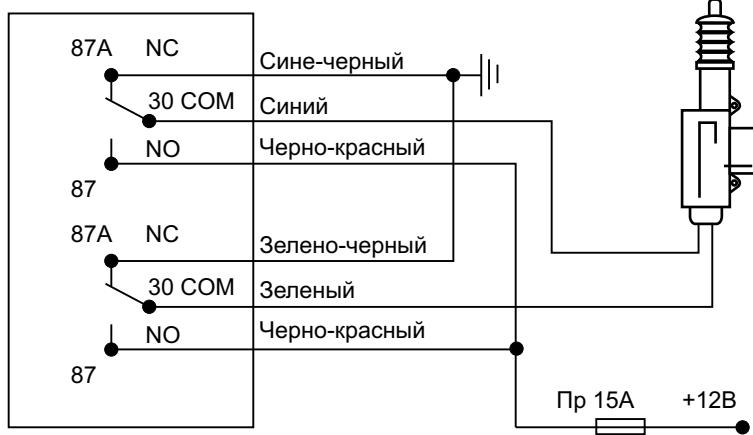 87A NC
Сине-черный
30 COM
Синий
NO
Черно-красный
87
87A NC
Зелено-черный
30 COM
Зеленый
NO
Черно-красный
87
Пр 15А +12В